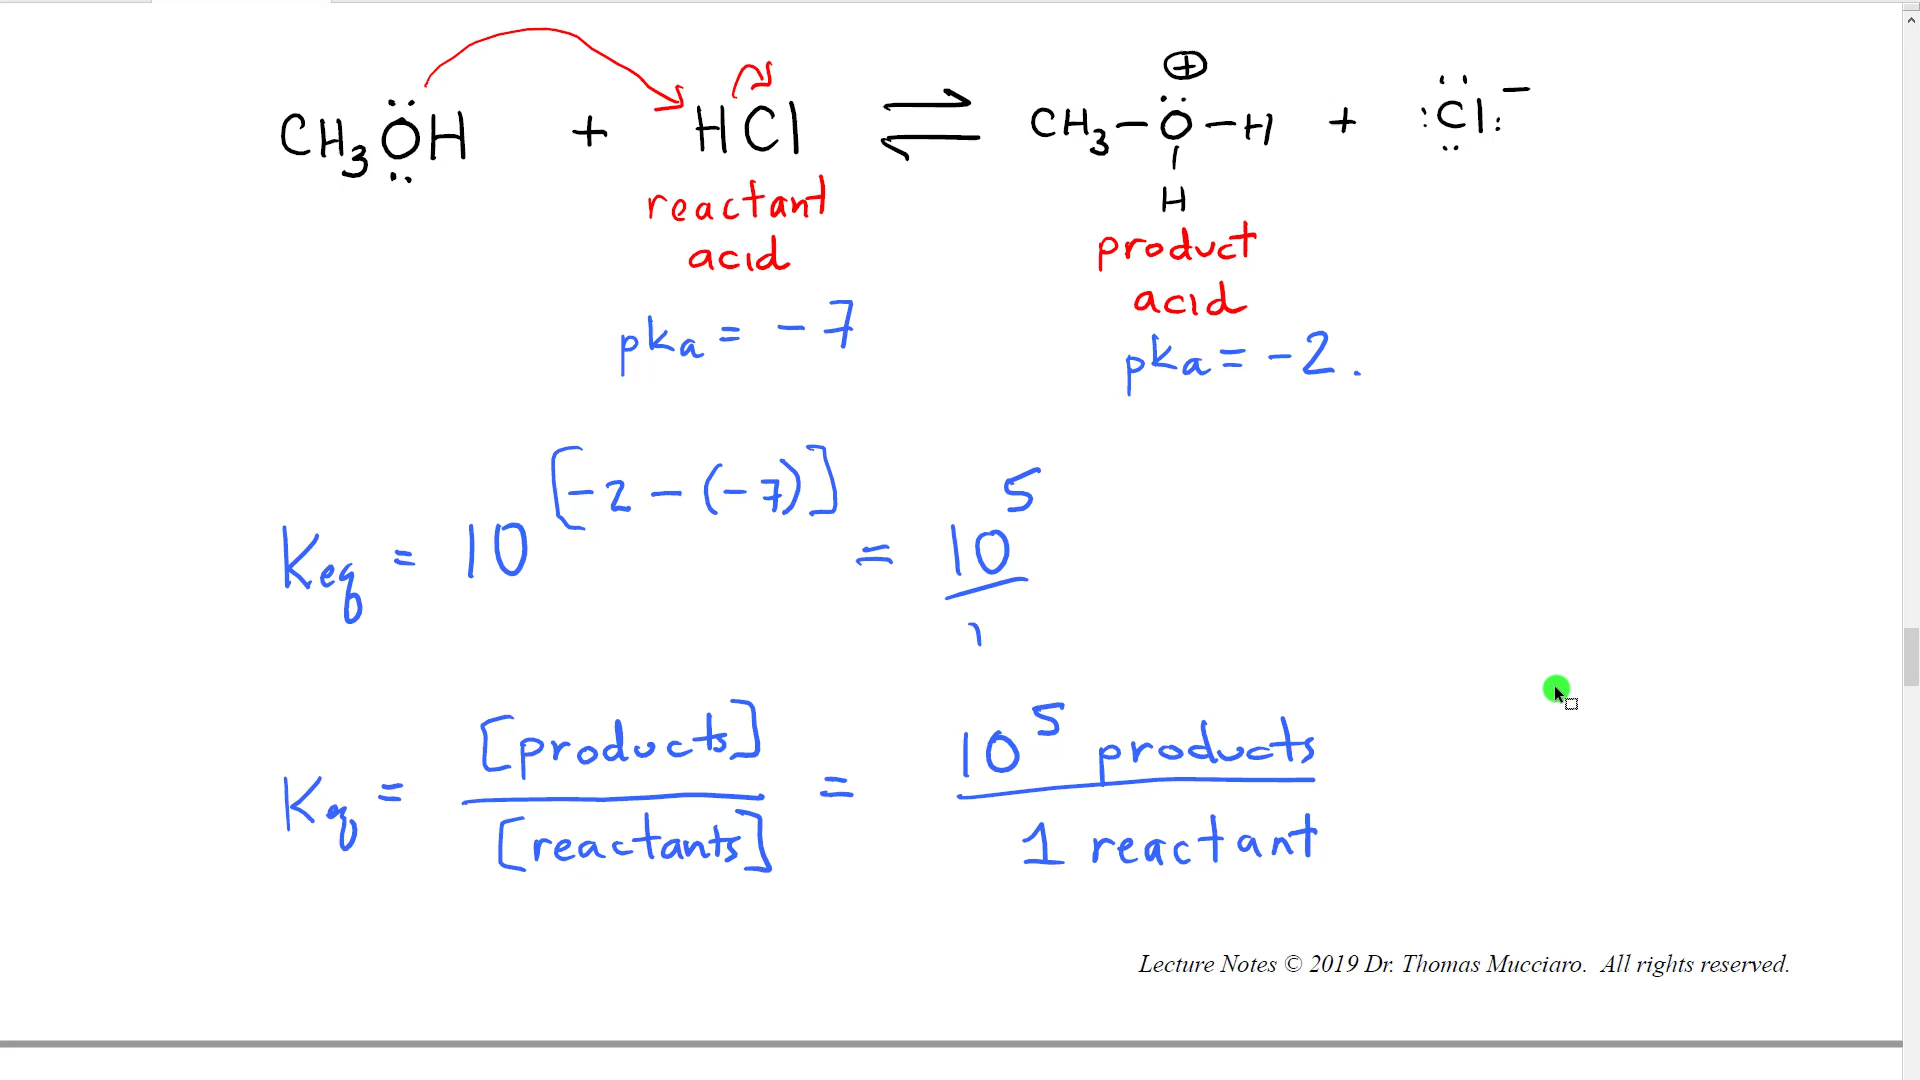 CH₃ÖH + HCl ⇌ CH₃–Ö–H + :Cl:⁻
⊕
H
reactant
acid
product
acid
pka = -7
pka = -2.
Keq = 10^[-2-(-7)] = 10^5 / 1
Keq = [products] / [reactants] = 10^5 products / 1 reactant
Lecture Notes © 2019 Dr. Thomas Mucciaro. All rights reserved.